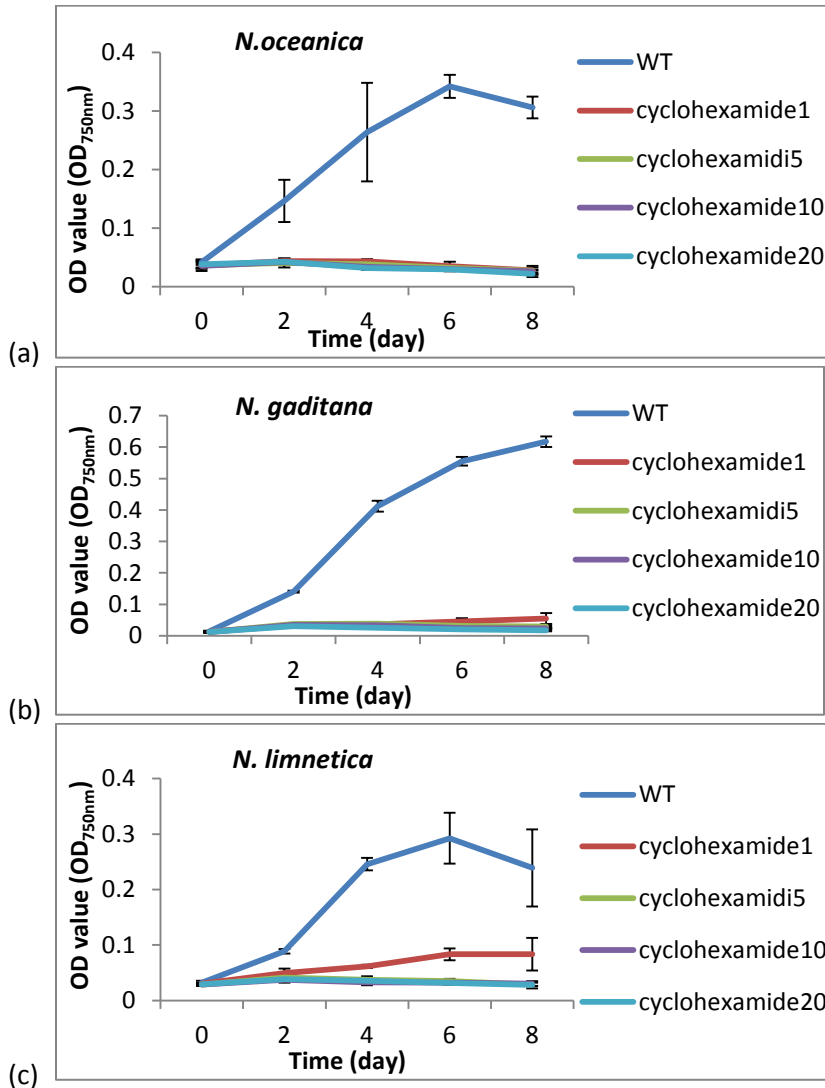 N.oceanica
OD value (OD750nm)
0.4
0.3
0.2
0.1
0
0 2 4 6 8
Time (day)
WT
cyclohexamide1
cyclohexamidi5
cyclohexamide10
cyclohexamide20
(a)
N. gaditana
OD value (OD750nm)
0.7
0.6
0.5
0.4
0.3
0.2
0.1
0
0 2 4 6 8
Time (day)
WT
cyclohexamide1
cyclohexamidi5
cyclohexamide10
cyclohexamide20
(b)
N. limnetica
OD value (OD750nm)
0.4
0.3
0.2
0.1
0
0 2 4 6 8
Time (day)
WT
cyclohexamide1
cyclohexamidi5
cyclohexamide10
cyclohexamide20
(c)